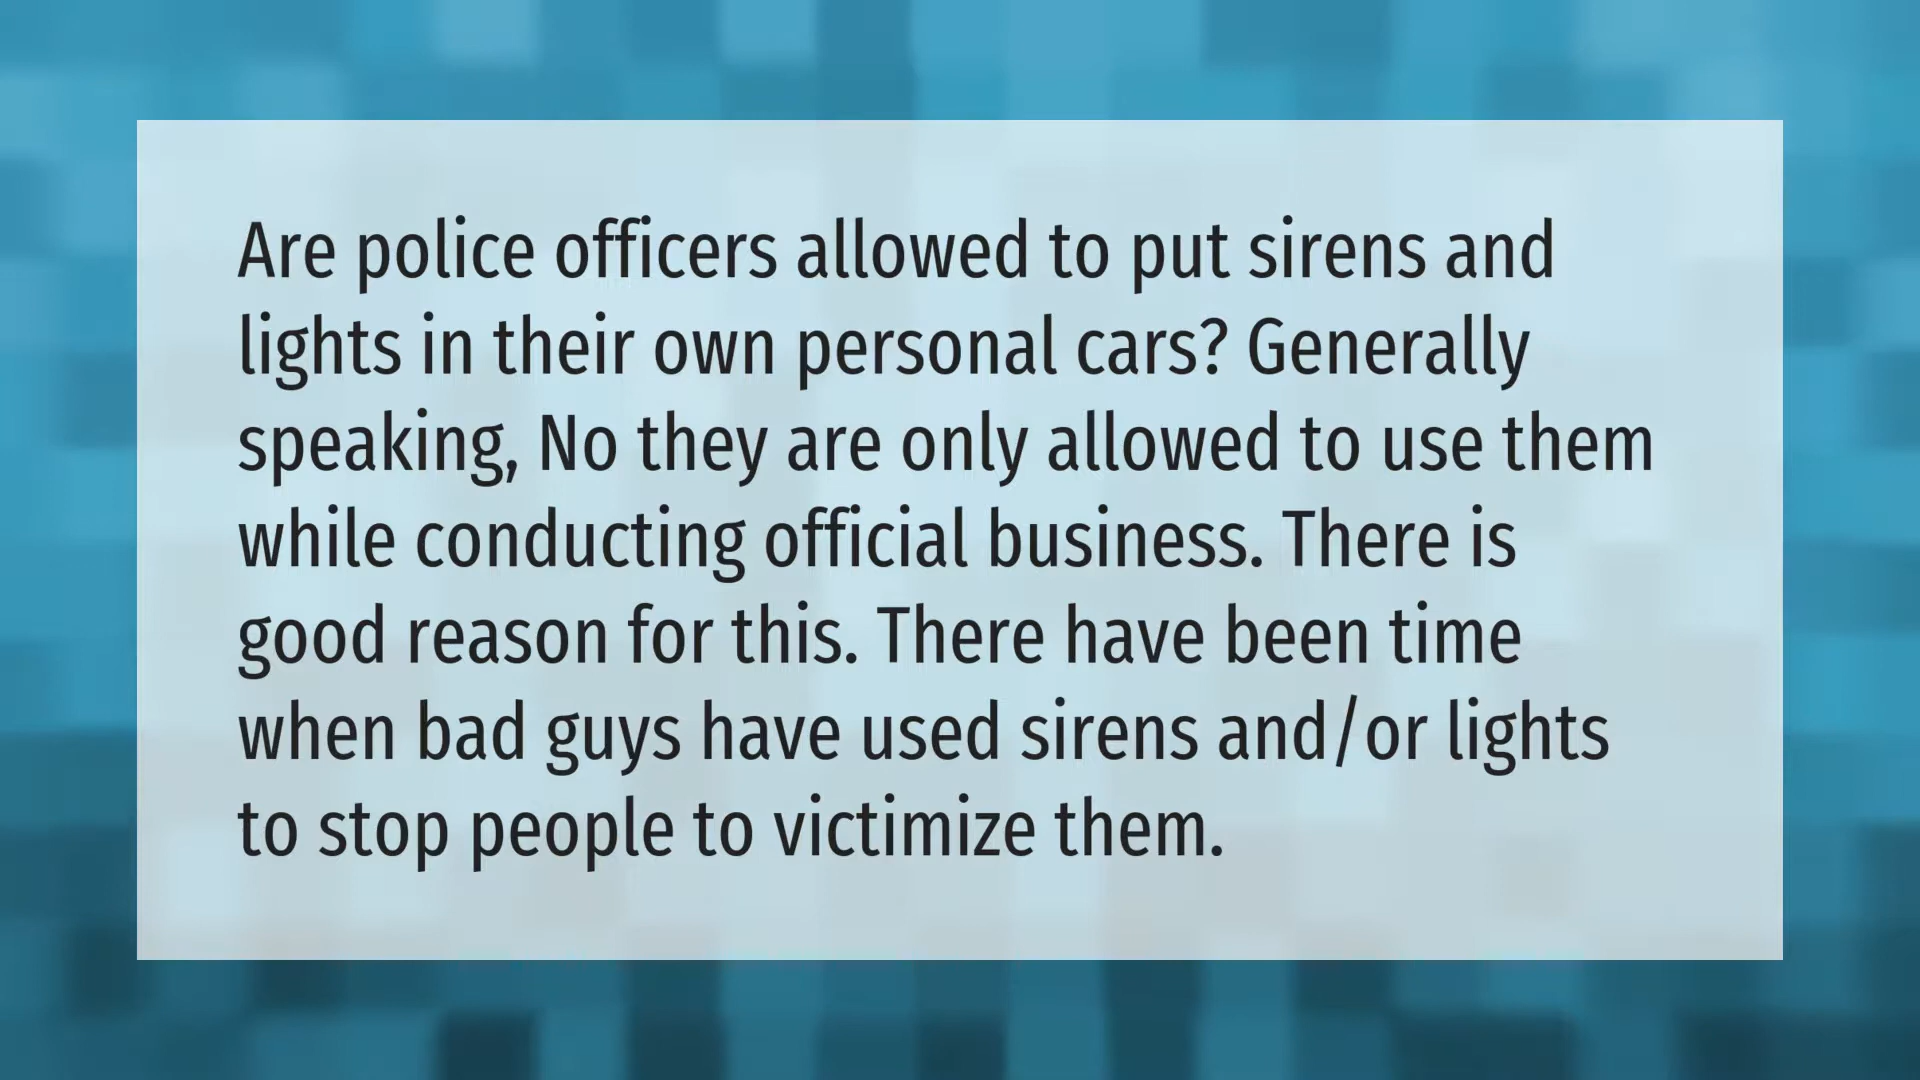 Are police officers allowed to put sirens and
lights in their own personal cars? Generally
speaking, No they are only allowed to use them
while conducting official business. There is
good reason for this. There have been time
when bad guys have used sirens and/or lights
to stop people to victimize them.